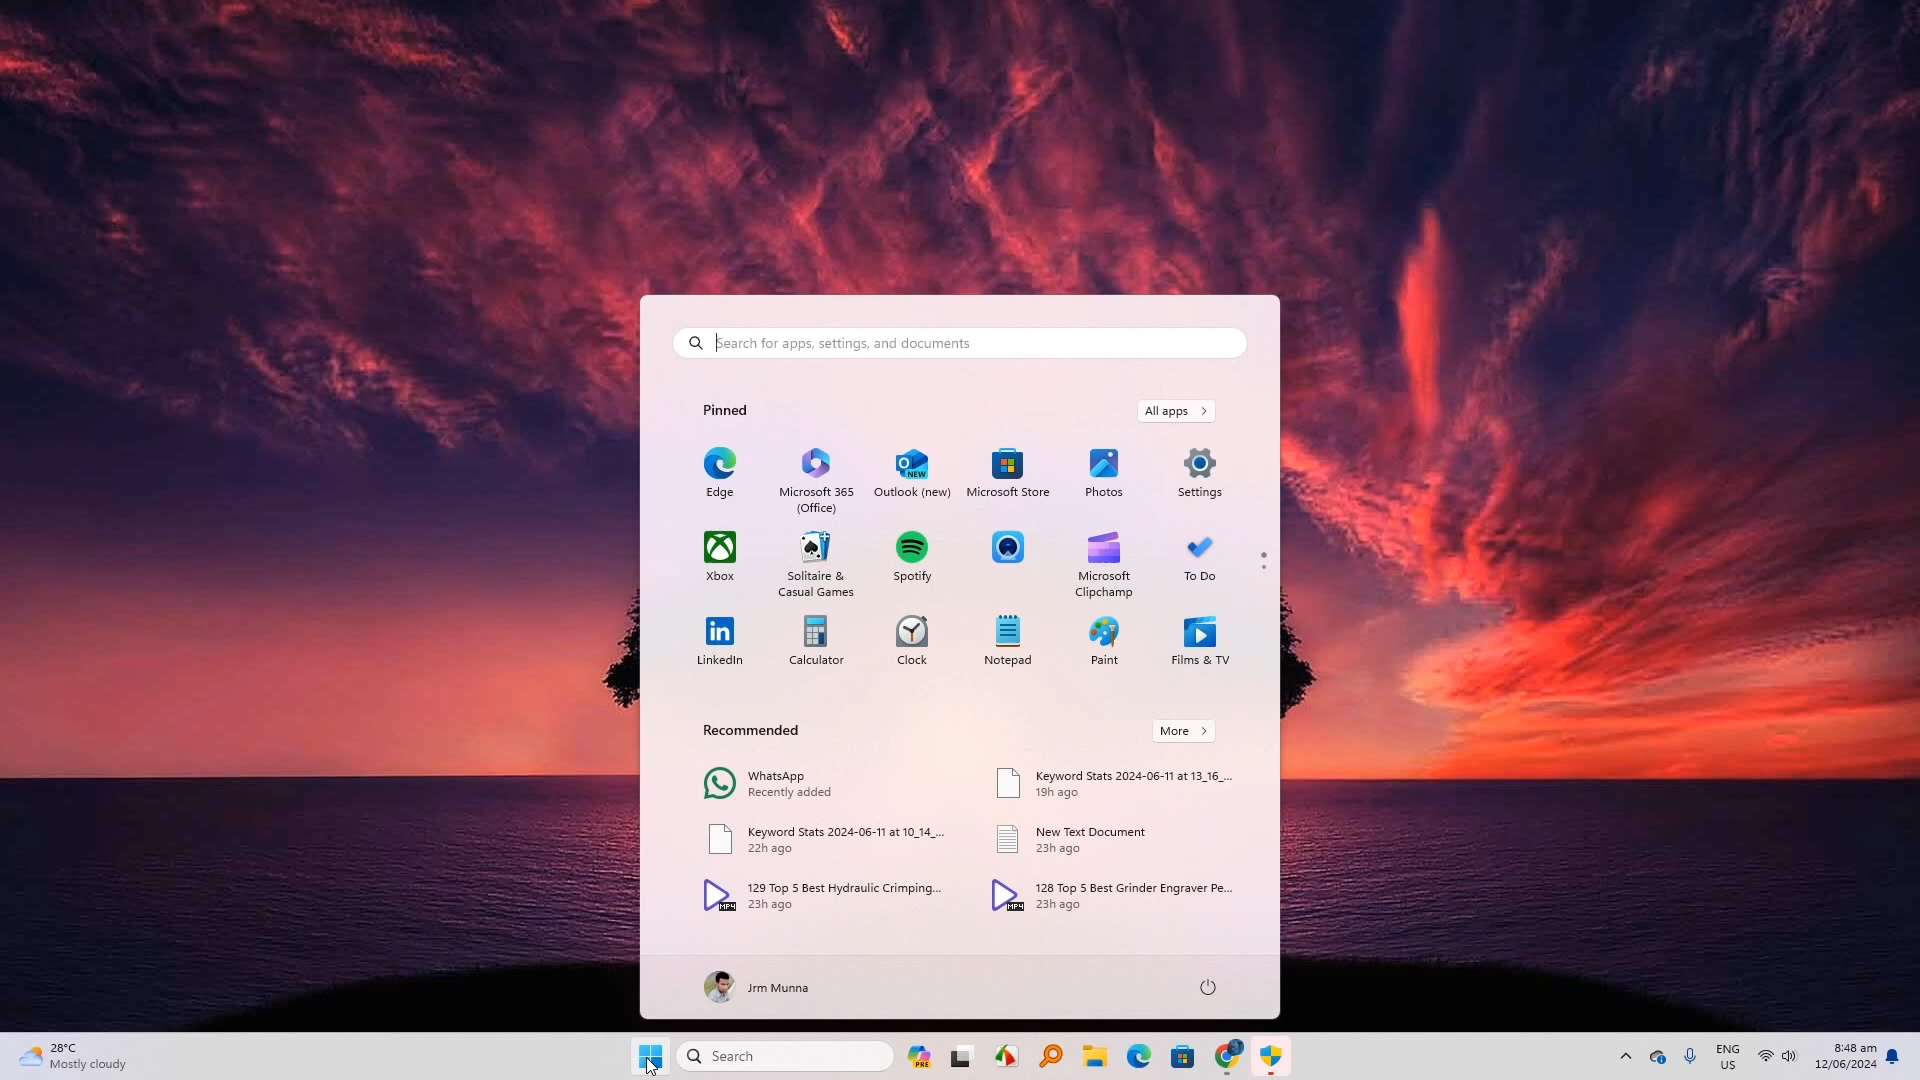 Search for apps, settings, and documents
Pinned
All apps
Edge
Microsoft 365
(Office)
Outlook (new)
Microsoft Store
Photos
Settings
NEW
Xbox
Solitaire &
Casual Games
Spotify
Microsoft
Clipchamp
To Do
LinkedIn
Calculator
Clock
Notepad
Paint
Films & TV
Recommended
More
WhatsApp
Recently added
Keyword Stats 2024-06-11 at 13_16_...
19h ago
Keyword Stats 2024-06-11 at 10_14_...
22h ago
New Text Document
23h ago
129 Top 5 Best Hydraulic Crimping...
23h ago
MP4
128 Top 5 Best Grinder Engraver Pe...
23h ago
MP4
Jrm Munna
28°C
Mostly cloudy
Search
PRE
ENG
US
8:48 am
12/06/2024